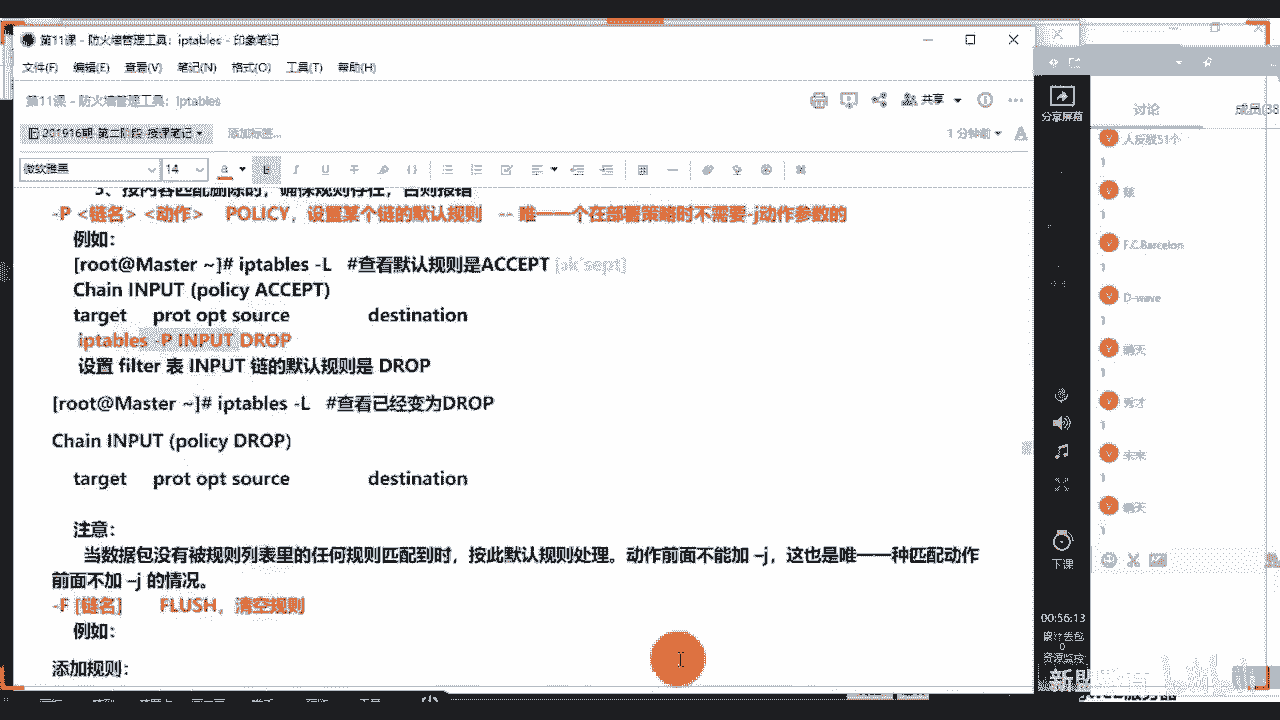 第11课 - 防火墙管理工具：iptables - 印象笔记
文件(F) 编辑(E) 查看(V) 笔记(N) 格式(O) 工具(T) 帮助(H)
第11课 - 防火墙管理工具：iptables
共享
201916期-第二阶段-授课笔记
添加标签...
1 分钟前
微软雅黑
14
3、按内容匹配删除时，确保规则存在，否则报错
-P <链名> <动作> POLICY，设置某个链的默认规则 -- 唯一一个在部署策略时不需要-j动作参数的
例如：
[root@Master ~]# iptables -L #查看默认规则是ACCEPT [ək'sept]
Chain INPUT (policy ACCEPT)
target prot opt source destination
iptables -P INPUT DROP
设置 filter 表 INPUT 链的默认规则是 DROP
[root@Master ~]# iptables -L #查看已经变为DROP
Chain INPUT (policy DROP)
target prot opt source destination
注意：
当数据包没有被规则列表里的任何规则匹配到时，按此默认规则处理。动作前面不能加 –j，这也是唯一一种匹配动作
前面不加 –j 的情况。
-F [链名] FLUSH，清空规则
例如：
添加规则：
分享屏幕
下课
00:56:13
讨论
1
1
F.C.Barcelon
1
D-wave
1
晴天
1
秀才
1
未来
1
晴天
1